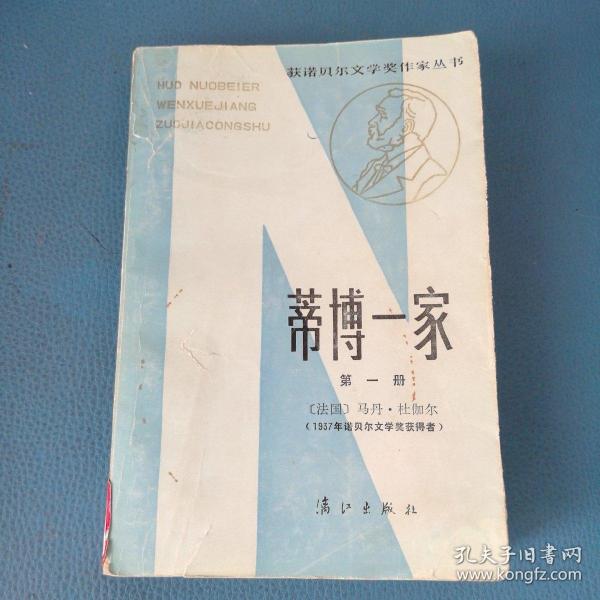 获诺贝尔文学奖作家丛书
HUO NUOBEIER
WENXUEJIANG
ZUOJIACONGSHU
蒂博一家
第一册
〔法国〕马丹·杜伽尔
（1937年诺贝尔文学奖获得者）
漓江出版社
孔夫子旧书网
www.kongfz.com